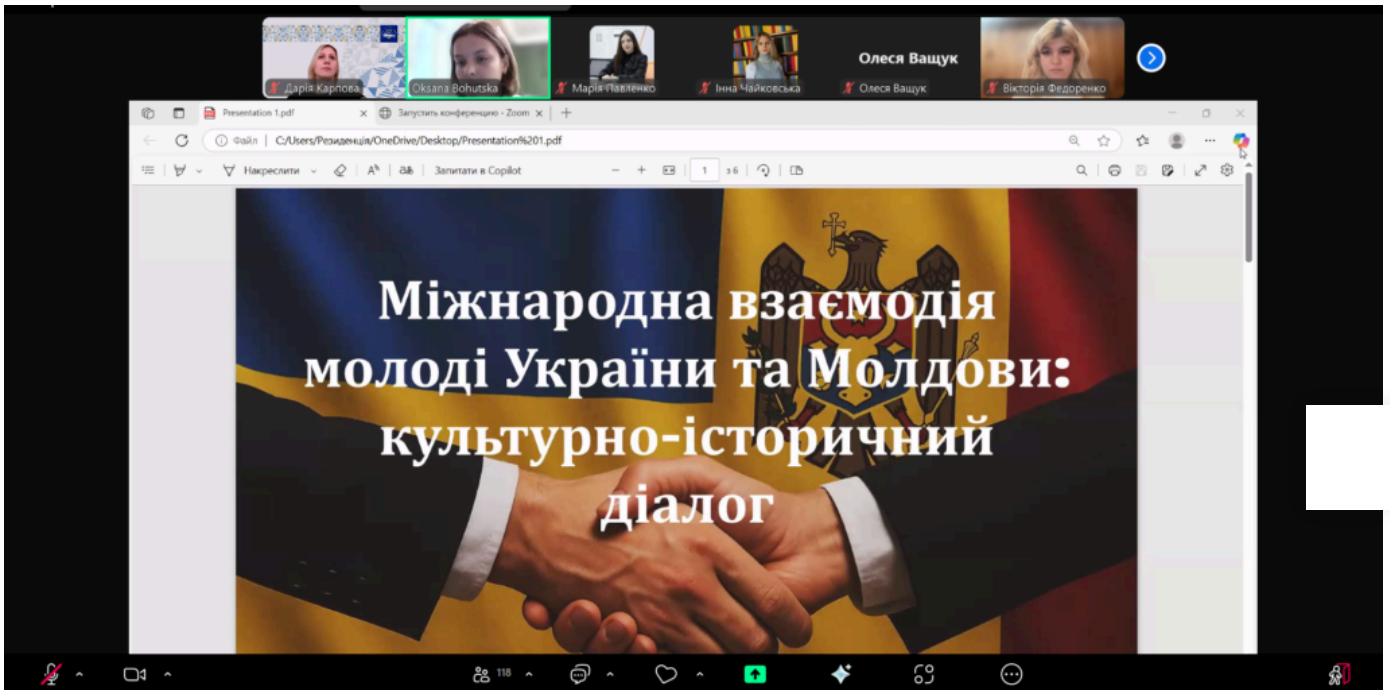 Дарія Карпова
Oksana Bohutska
Марія Павленко
Інна Чайковська
Олеся Ващук
Олеся Ващук
Вікторія Федоренко
Presentation 1.pdf
Запустить конференцию - Zoom
Файл
C:/Users/Резиденція/OneDrive/Desktop/Presentation%201.pdf
Накреслити
Запитати в Copilot
1 з 6
Міжнародна взаємодія
молоді України та Молдови:
культурно-історичний
діалог
118